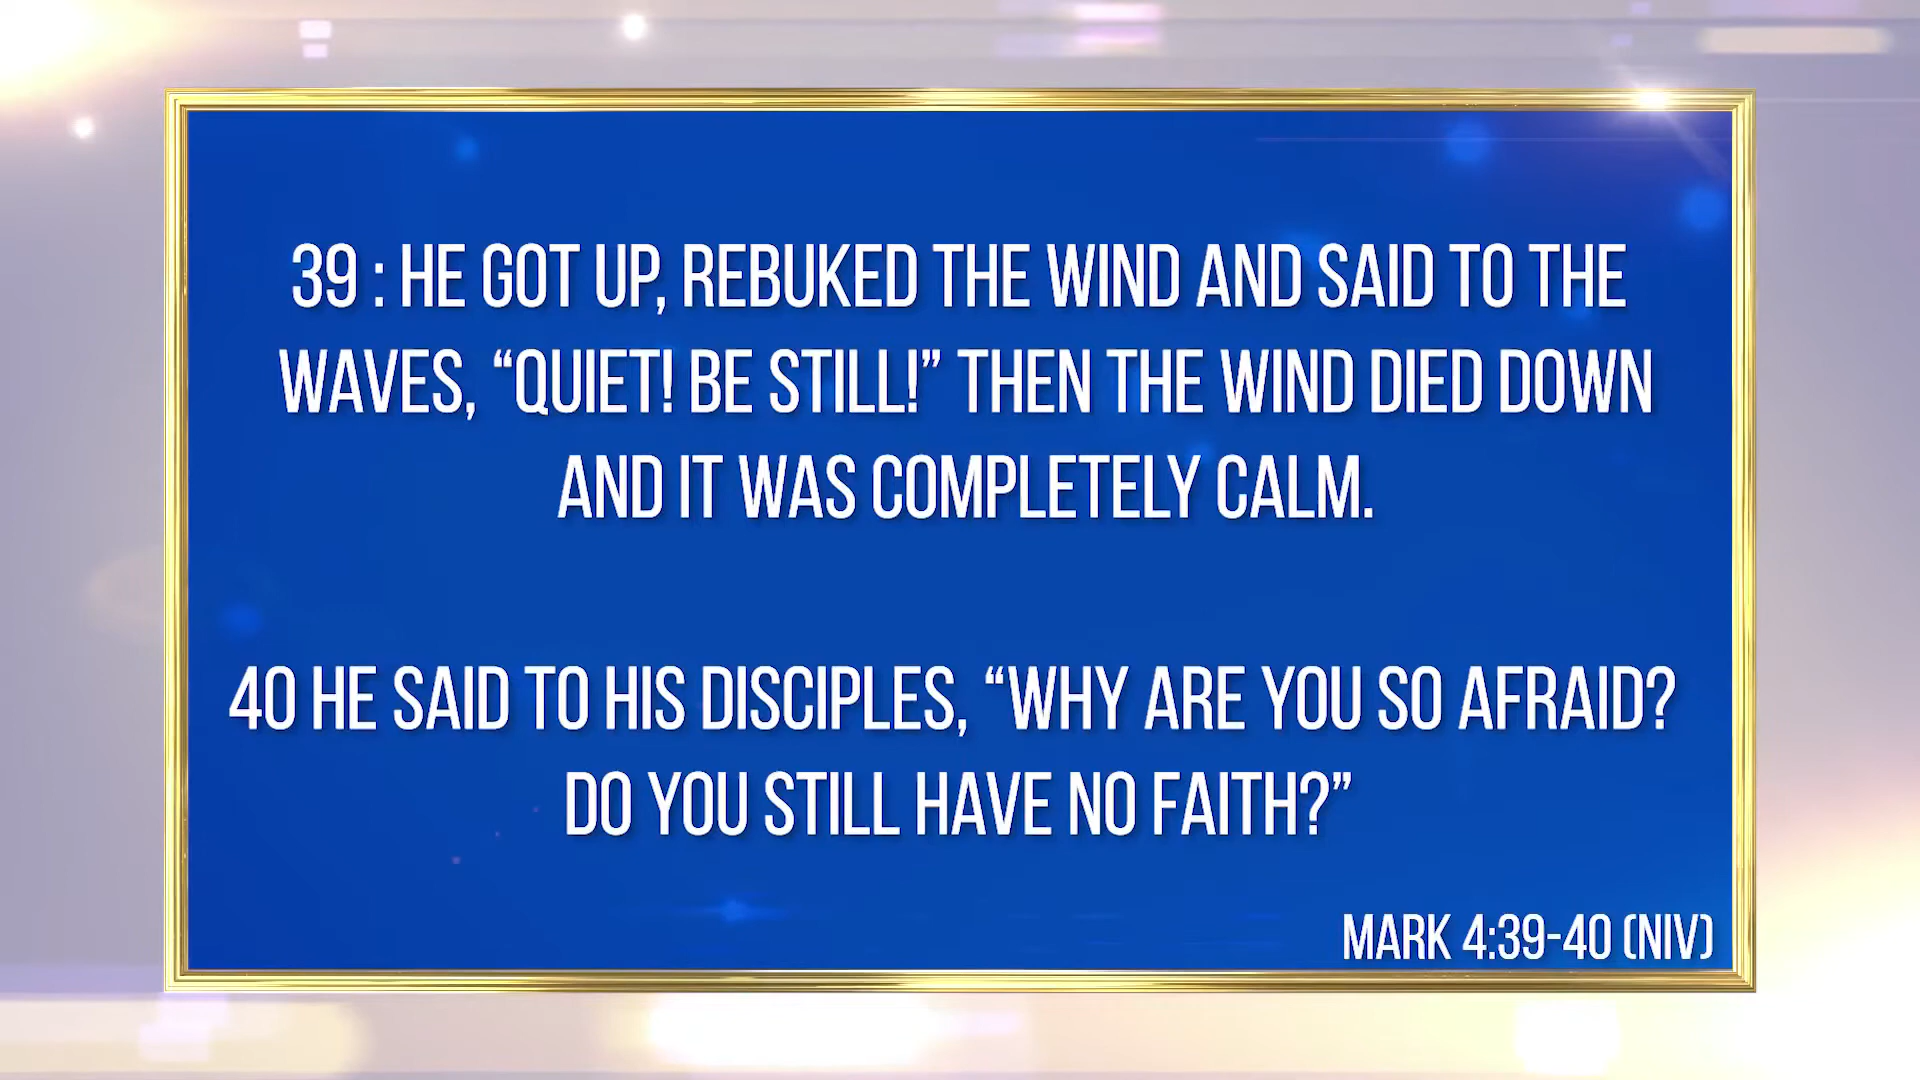 39 : HE GOT UP, REBUKED THE WIND AND SAID TO THE
WAVES, “QUIET! BE STILL!” THEN THE WIND DIED DOWN
AND IT WAS COMPLETELY CALM.
40 HE SAID TO HIS DISCIPLES, “WHY ARE YOU SO AFRAID?
DO YOU STILL HAVE NO FAITH?”
MARK 4:39-40 (NIV)